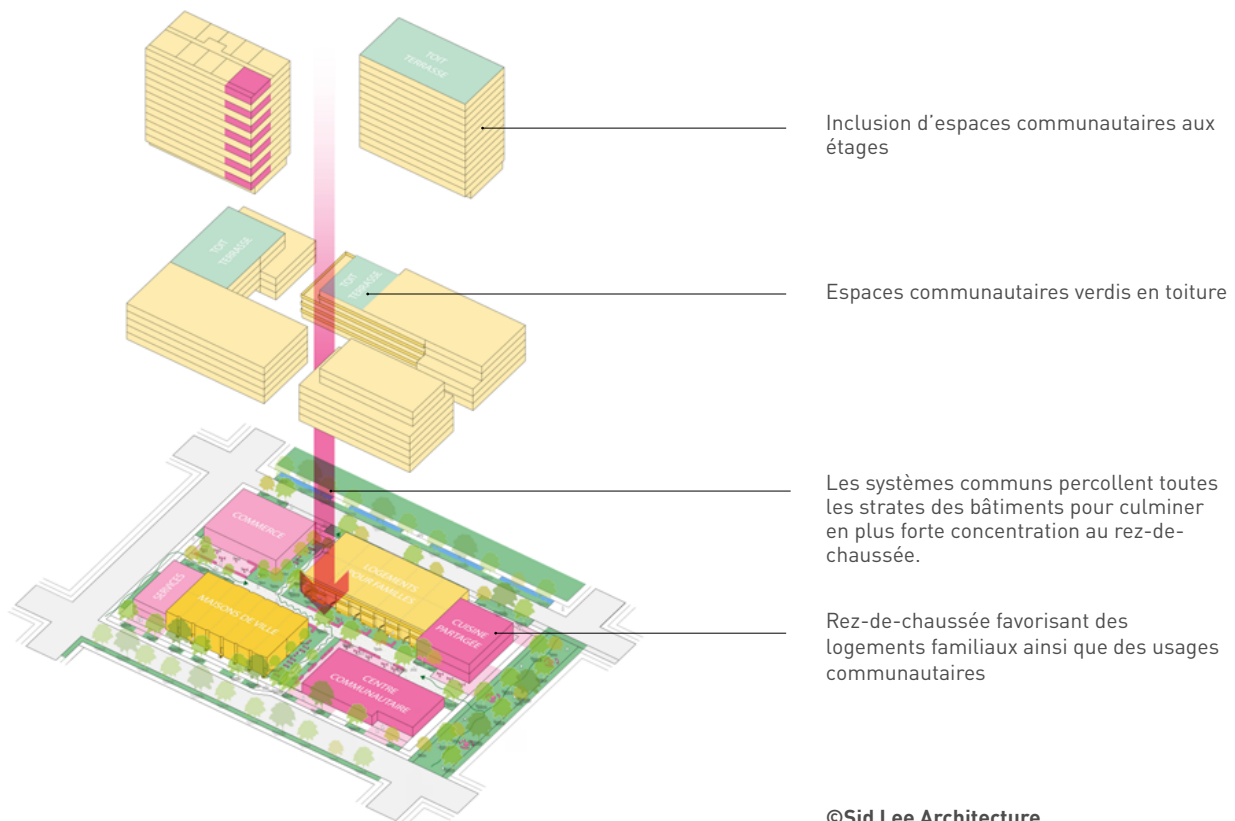 TOIT
TERRASSE
Inclusion d'espaces communautaires aux
étages
TOIT
TERRASSE
TOIT
TERRASSE
Espaces communautaires verdis en toiture
Les systèmes communs percollent toutes
les strates des bâtiments pour culminer
en plus forte concentration au rez-de-
chaussée.
COMMERCE
LOGEMENTS
POUR FAMILLES
SERVICES
MAISONS DE VILLE
CUISINE
PARTAGÉE
CENTRE
COMMUNAUTAIRE
Rez-de-chaussée favorisant des
logements familiaux ainsi que des usages
communautaires
©Sid Lee Architecture